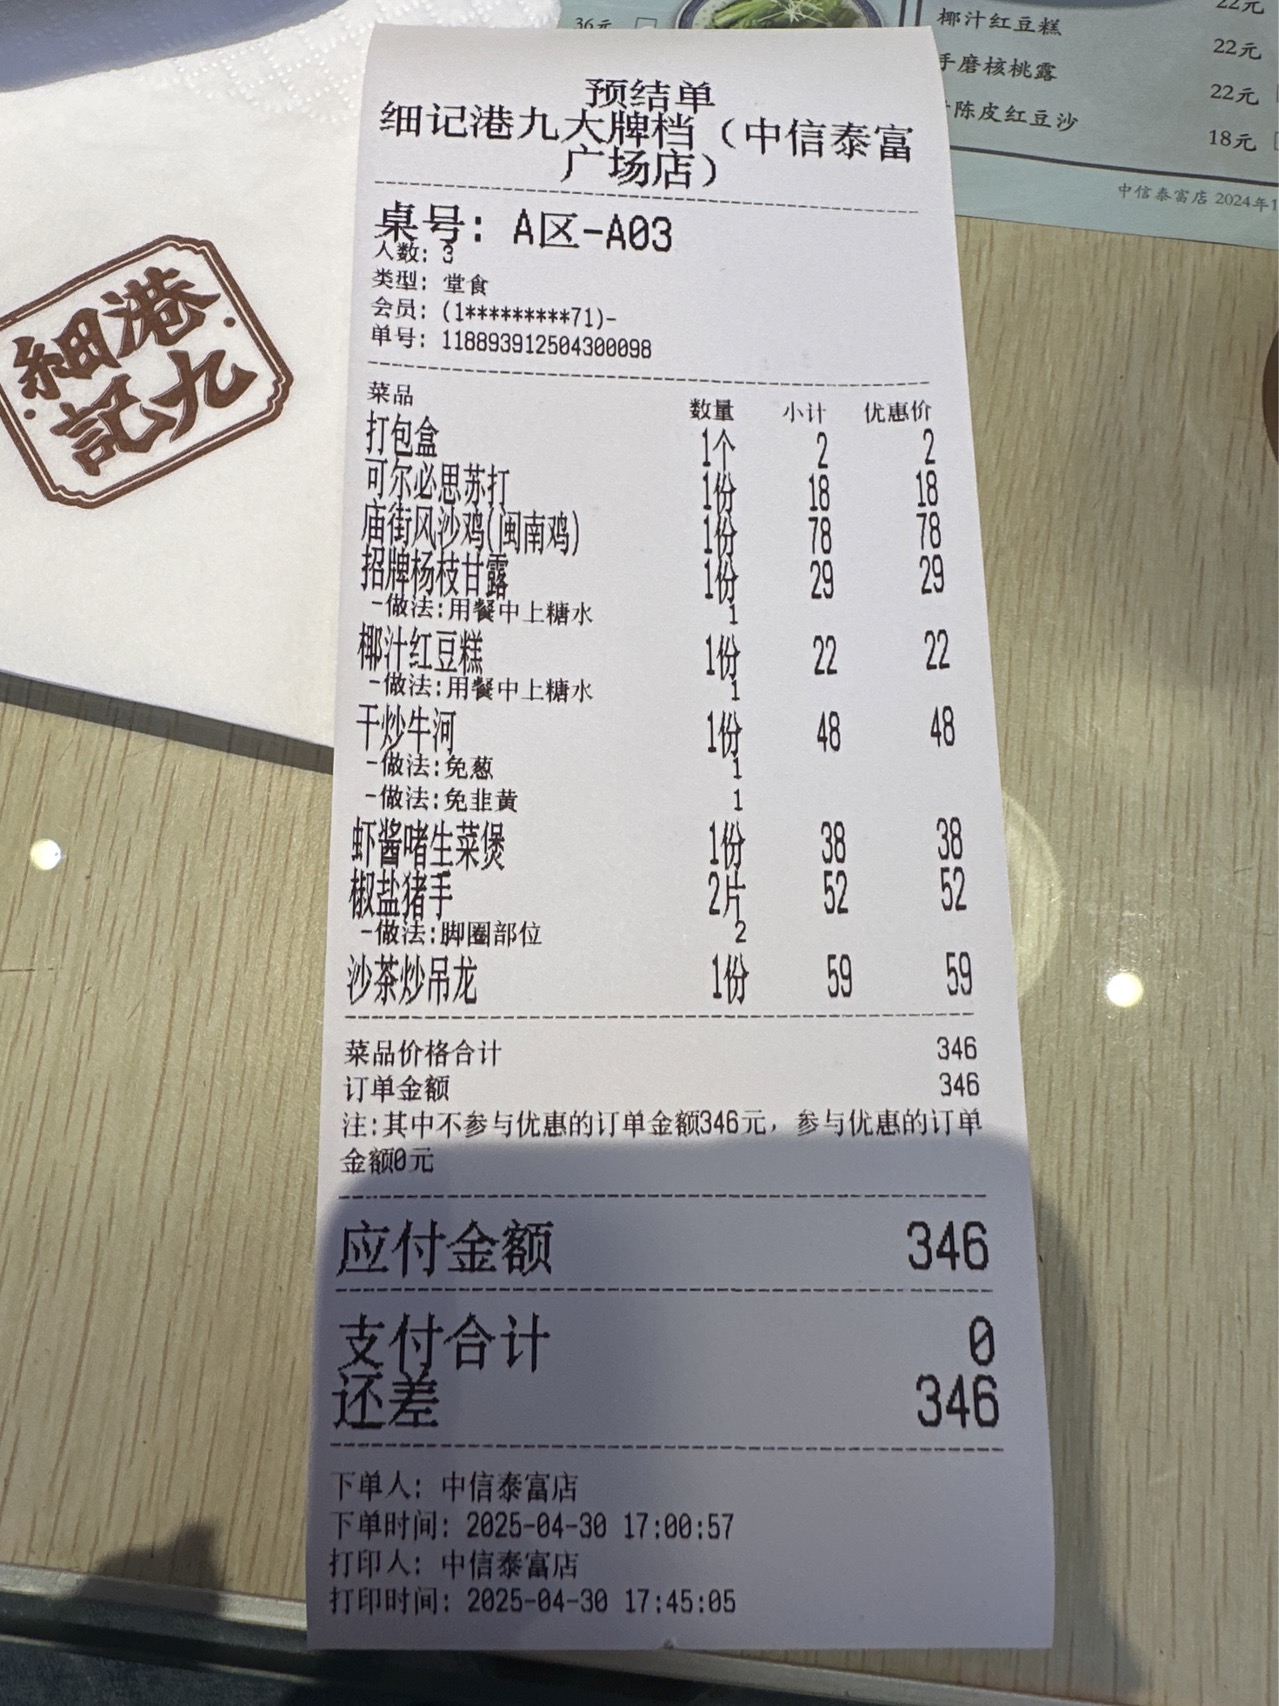 36元
22元
椰汁红豆糕
22元
手磨核桃露
22元
陈皮红豆沙
18元
中信泰富店 2024年1
細港
記九
预结单
细记港九大牌档（中信泰富
广场店）
桌号: A区-A03
人数: 3
类型: 堂食
会员: (1*********71)-
单号: 118893912504300098
菜品 数量 小计 优惠价
打包盒 1个 2 2
可尔必思苏打 1份 18 18
庙街风沙鸡(闽南鸡) 1份 78 78
招牌杨枝甘露 1份 29 29
-做法:用餐中上糖水 1
椰汁红豆糕 1份 22 22
-做法:用餐中上糖水 1
干炒牛河 1份 48 48
-做法:免葱 1
-做法:免韭黄 1
虾酱啫生菜煲 1份 38 38
椒盐猪手 2片 52 52
-做法:脚圈部位 2
沙茶炒吊龙 1份 59 59
菜品价格合计 346
订单金额 346
注:其中不参与优惠的订单金额346元，参与优惠的订单
金额0元
应付金额 346
支付合计 0
还差 346
下单人: 中信泰富店
下单时间: 2025-04-30 17:00:57
打印人: 中信泰富店
打印时间: 2025-04-30 17:45:05